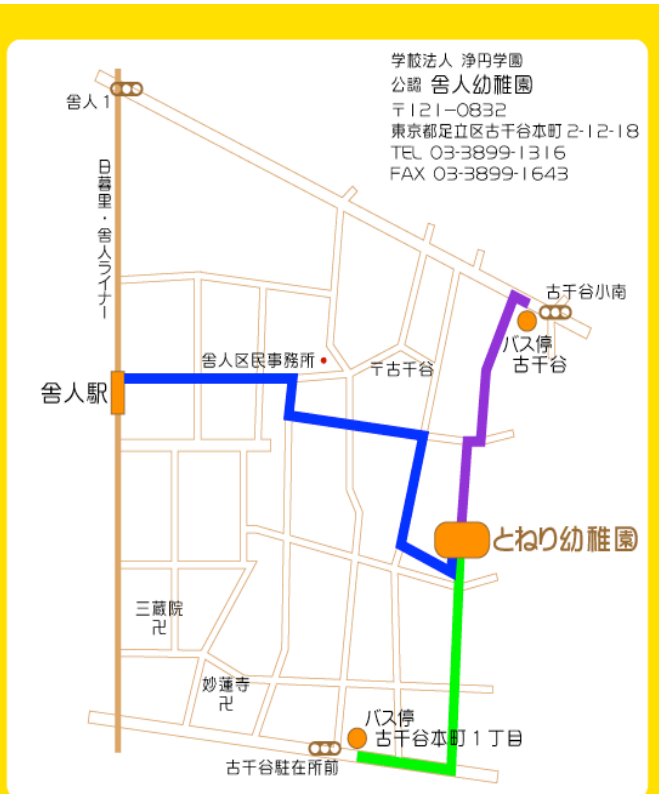 学校法人 浄円学園
公認 舎人幼稚園
〒121-0832
東京都足立区古千谷本町2-12-18
TEL 03-3899-1316
FAX 03-3899-1643
舎人1
日暮里・舎人ライナー
古千谷小南
バス停
古千谷
舎人区民事務所
〒古千谷
舎人駅
とねり幼稚園
三蔵院
卍
妙蓮寺
卍
バス停
古千谷本町1丁目
古千谷駐在所前